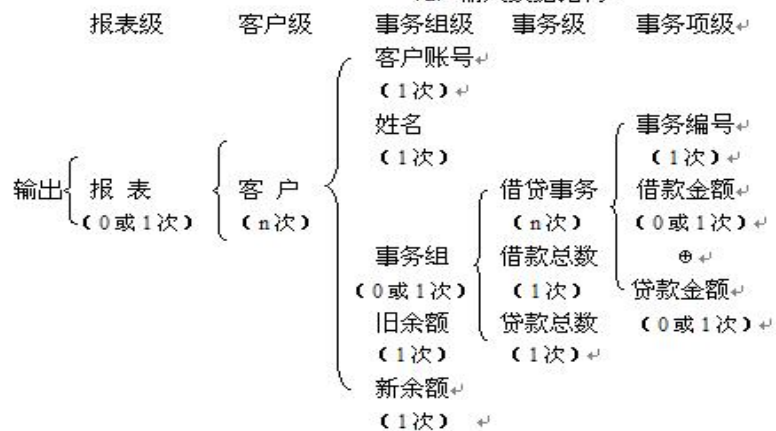 报表级 客户级 事务组级 事务级 事务项级
客户账号
(1次)
姓名 事务编号
(1次) (1次)
输出 报 表 客 户 借贷事务 借款金额
(0或1次) (n次) (n次) (0或1次)
事务组 借款总数 ⊕
(0或1次) (1次) 贷款金额
旧余额 贷款总数 (0或1次)
(1次) (1次)
新余额
(1次)